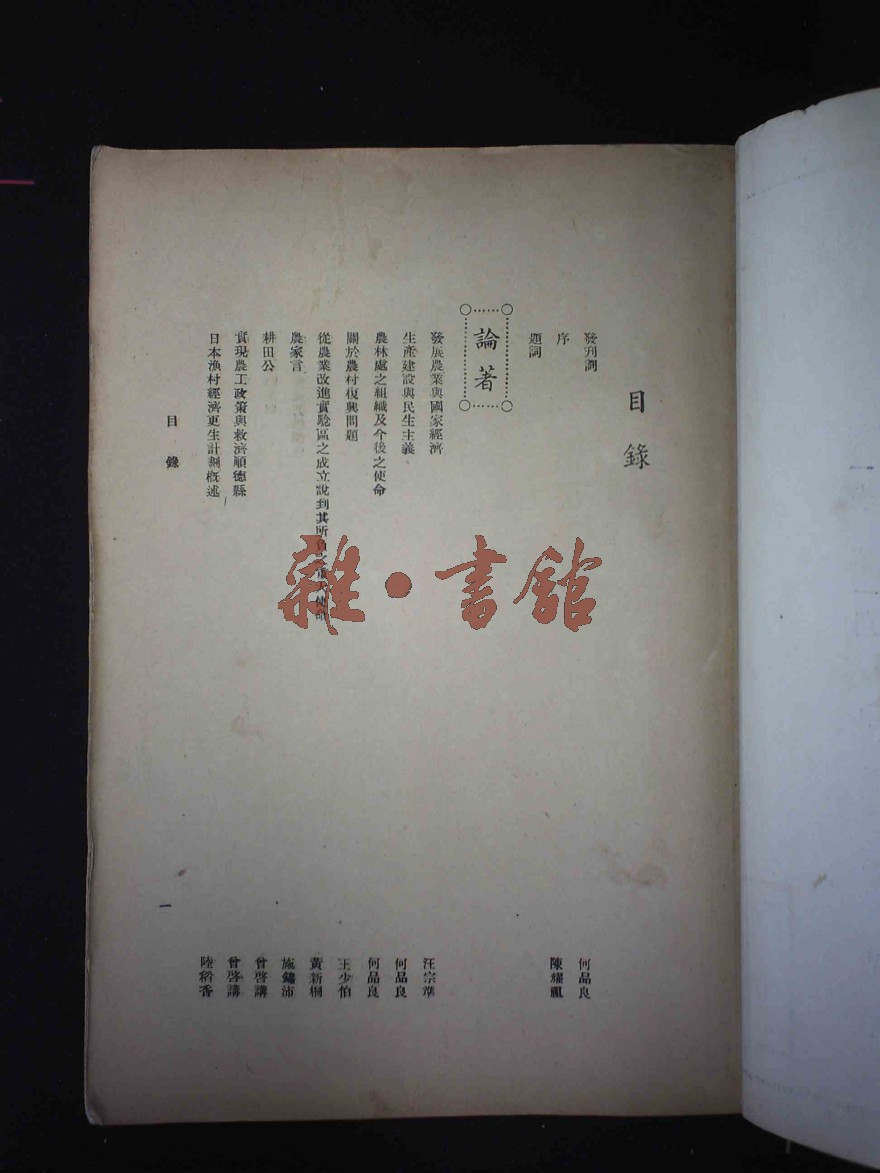 目錄
發刊詞 何品良
序 陳耀祖
題詞
論著
發展農業與國家經濟 汪宗準
生產建設與民生主義 何品良
農林處之組織及今後之使命 何品良
關於農村復興問題 王少伯
從農業改進實驗區之成立說到其所負之使命 黃新
農家言 施鏽沛
耕田公 曾啓講
實現農工政策與救濟順德縣 曾啓講
日本漁村經濟更生計劃概述 陸稻香
目錄
一
雜·書館